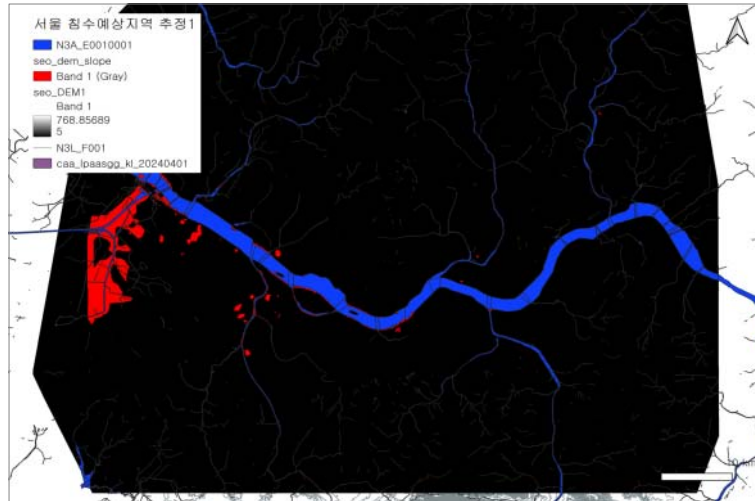 서울 침수예상지역 추정1
N3A_E0010001
seo_dem_slope
Band 1 (Gray)
seo_DEM1
Band 1
768.85689
5
N3L_F001
caa_lpaasgg_kl_20240401